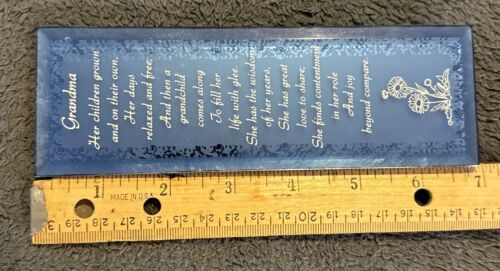 Grandma
Her children grown
and on their own,
Her days
relaxed and free;
And then a
grandchild
comes along
To fill her
life with glee.
She has the wisdom
of her years,
She has great
love to share;
She finds contentment
in her role
And joy
beyond compare.
1 2 3 4 5 6 7
MADE IN U.S.A.
30 20